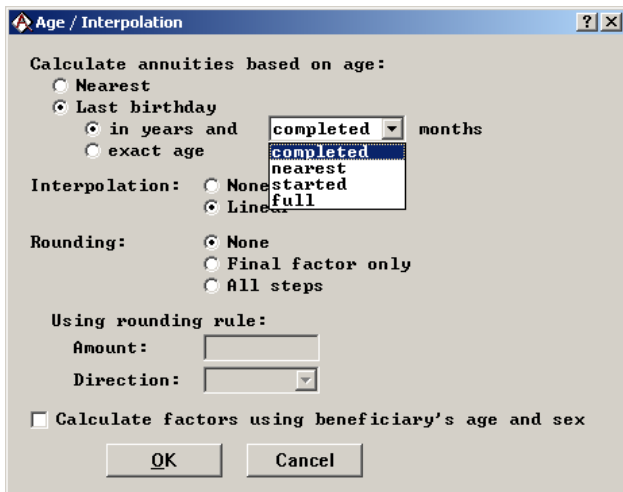 Age / Interpolation
Calculate annuities based on age:
Nearest
Last birthday
in years and completed months
exact age
completed
nearest
started
full
Interpolation: None
Linear
Rounding: None
Final factor only
All steps
Using rounding rule:
Amount:
Direction:
Calculate factors using beneficiary's age and sex
OK Cancel